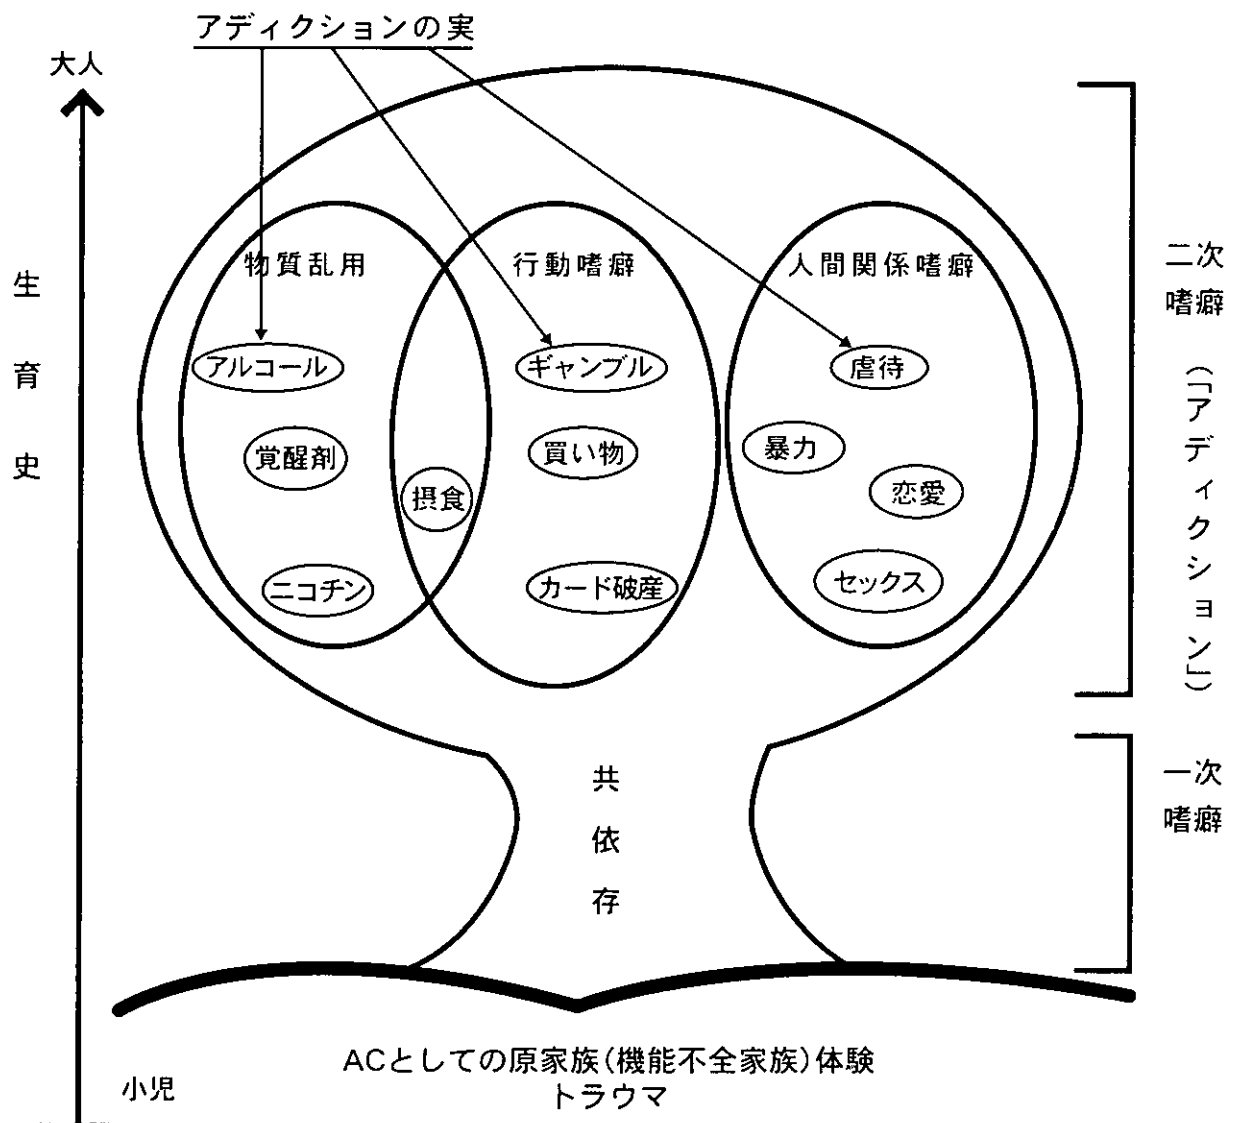 アディクションの実
大人
生育史
物質乱用
行動嗜癖
人間関係嗜癖
アルコール
ギャンブル
虐待
覚醒剤
買い物
暴力
摂食
恋愛
ニコチン
カード破産
セックス
二次
嗜癖
(「アディクション」)
共依存
一次
嗜癖
ACとしての原家族(機能不全家族)体験
トラウマ
小児